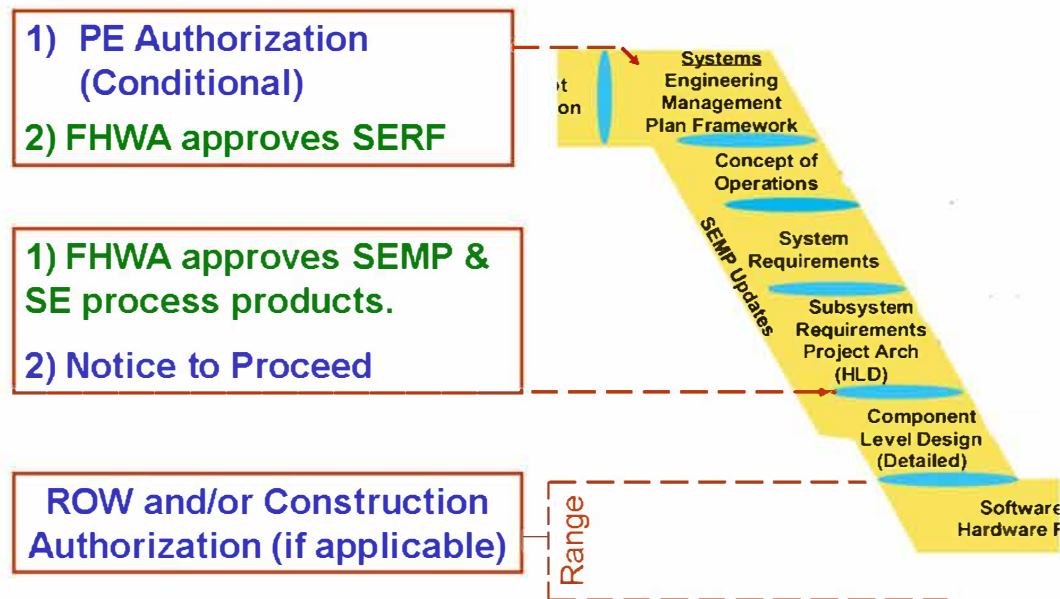 1) PE Authorization
(Conditional)
2) FHWA approves SERF
1) FHWA approves SEMP &
SE process products.
2) Notice to Proceed
ROW and/or Construction
Authorization (if applicable)
Range
Systems
Engineering
Management
Plan Framework
Concept of
Operations
SEMP Updates
System
Requirements
Subsystem
Requirements
Project Arch
(HLD)
Component
Level Design
(Detailed)
Software
Hardware